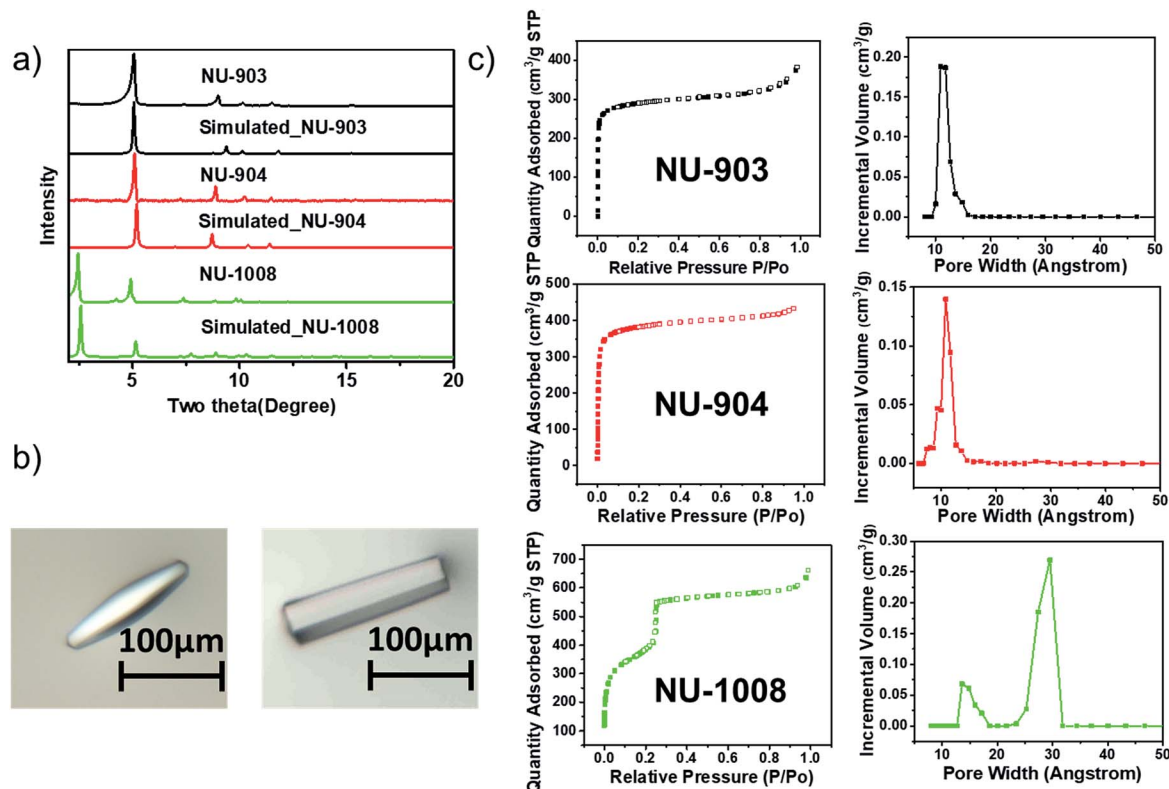 a)
NU-903
Simulated_NU-903
NU-904
Simulated_NU-904
NU-1008
Simulated_NU-1008
Intensity
5
10
15
20
Two theta(Degree)
b)
100μm
100μm
c)
Quantity Adsorbed (cm³/g STP
400
300
200
100
0
0.0 0.2 0.4 0.6 0.8 1.0
Relative Pressure P/Po
NU-903
Incremental Volume (cm³/g)
0.20
0.15
0.10
0.05
0.00
10 20 30 40 50
Pore Width (Angstrom)
Quantity Adsorbed (cm³/g STP
500
400
300
200
100
0
0.0 0.2 0.4 0.6 0.8 1.0
Relative Pressure (P/Po)
NU-904
Incremental Volume (cm³/g)
0.15
0.10
0.05
0.00
10 20 30 40 50
Pore Width (Angstrom)
Quantity Adsorbed (cm³/g STP)
700
600
500
400
300
200
100
0.0 0.2 0.4 0.6 0.8 1.0
Relative Pressure (P/Po)
NU-1008
Incremental Volume (cm³/g)
0.30
0.25
0.20
0.15
0.10
0.05
0.00
10 20 30 40 50
Pore Width (Angstrom)